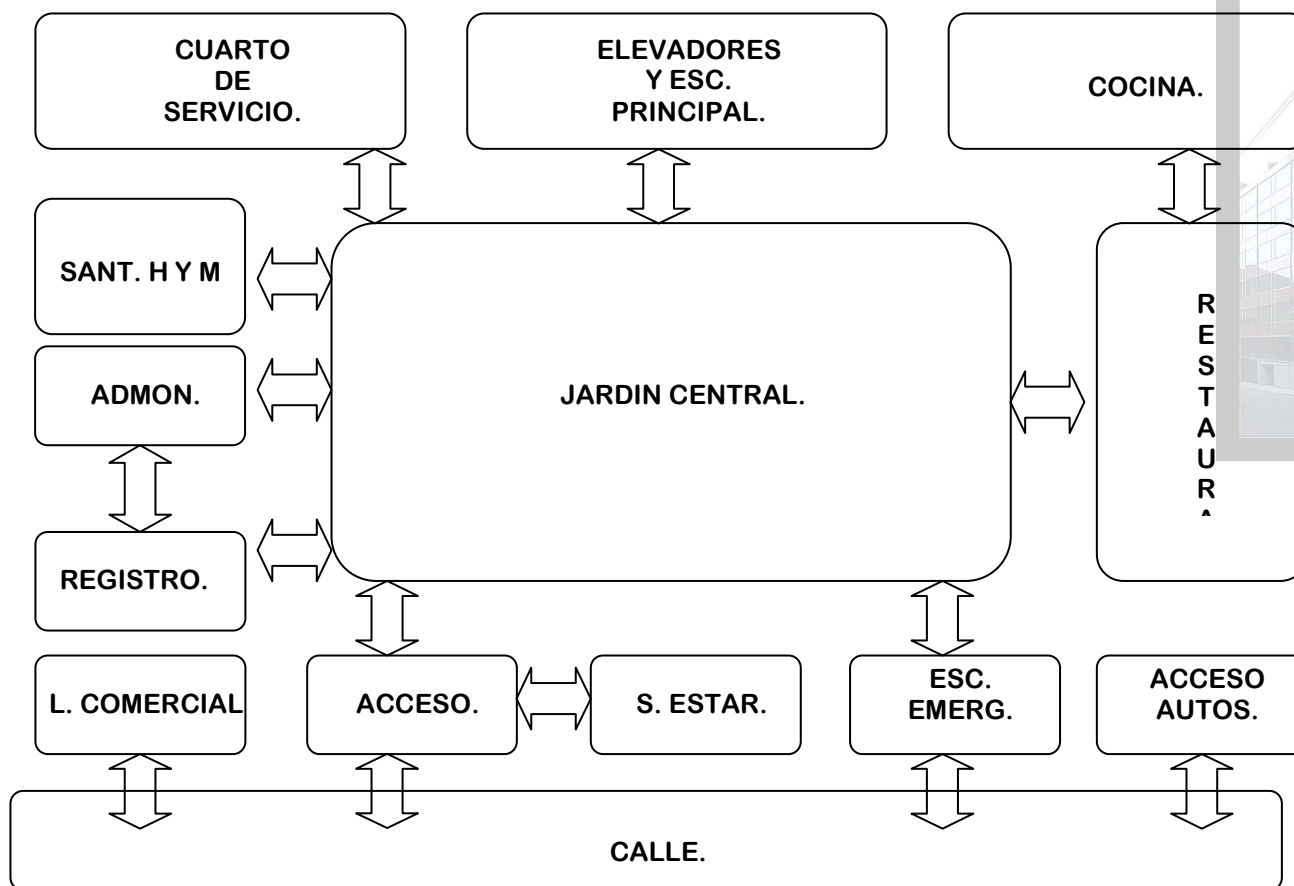 CUARTO
DE
SERVICIO.
ELEVADORES
Y ESC.
PRINCIPAL.
COCINA.
SANT. H Y M
ADMON.
JARDIN CENTRAL.
R
E
S
T
A
U
R
A
REGISTRO.
L. COMERCIAL
ACCESO.
S. ESTAR.
ESC.
EMERG.
ACCESO
AUTOS.
CALLE.